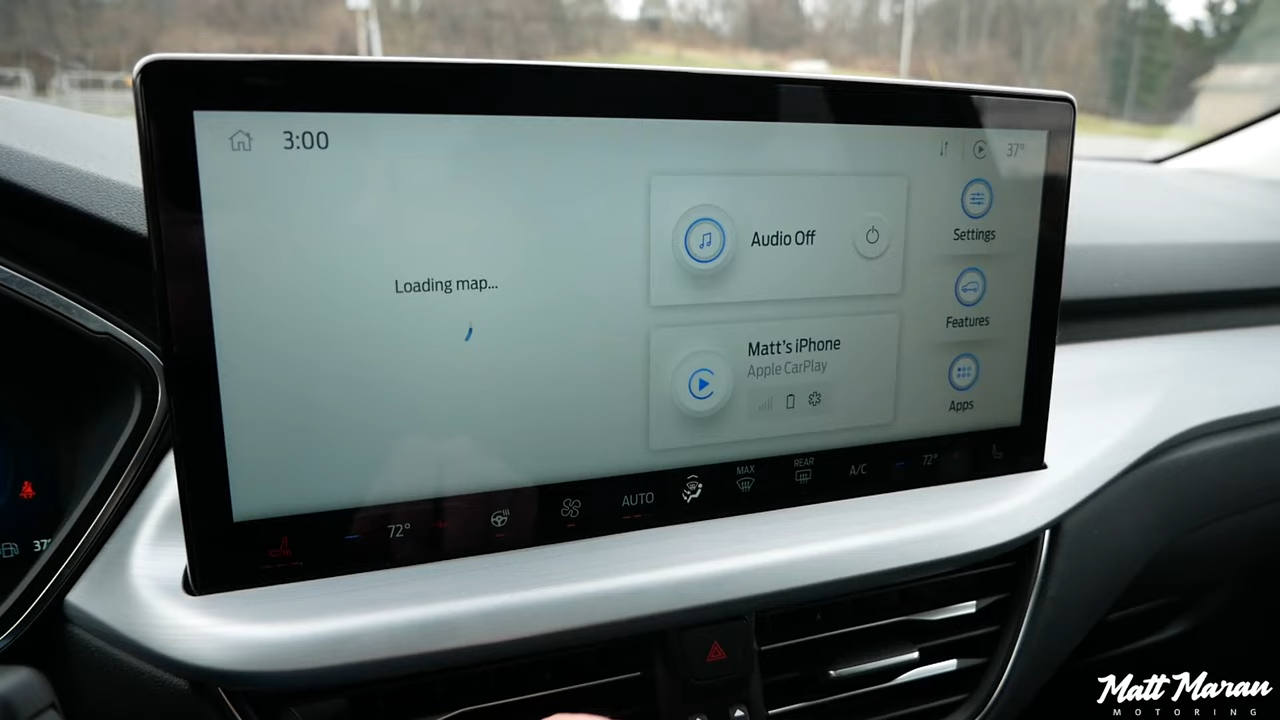 3:00
37°
Loading map...
Audio Off
Settings
Features
Matt's iPhone
Apple CarPlay
Apps
72°
AUTO
MAX
REAR
A/C
72°
37°
Matt Maran
MOTORING